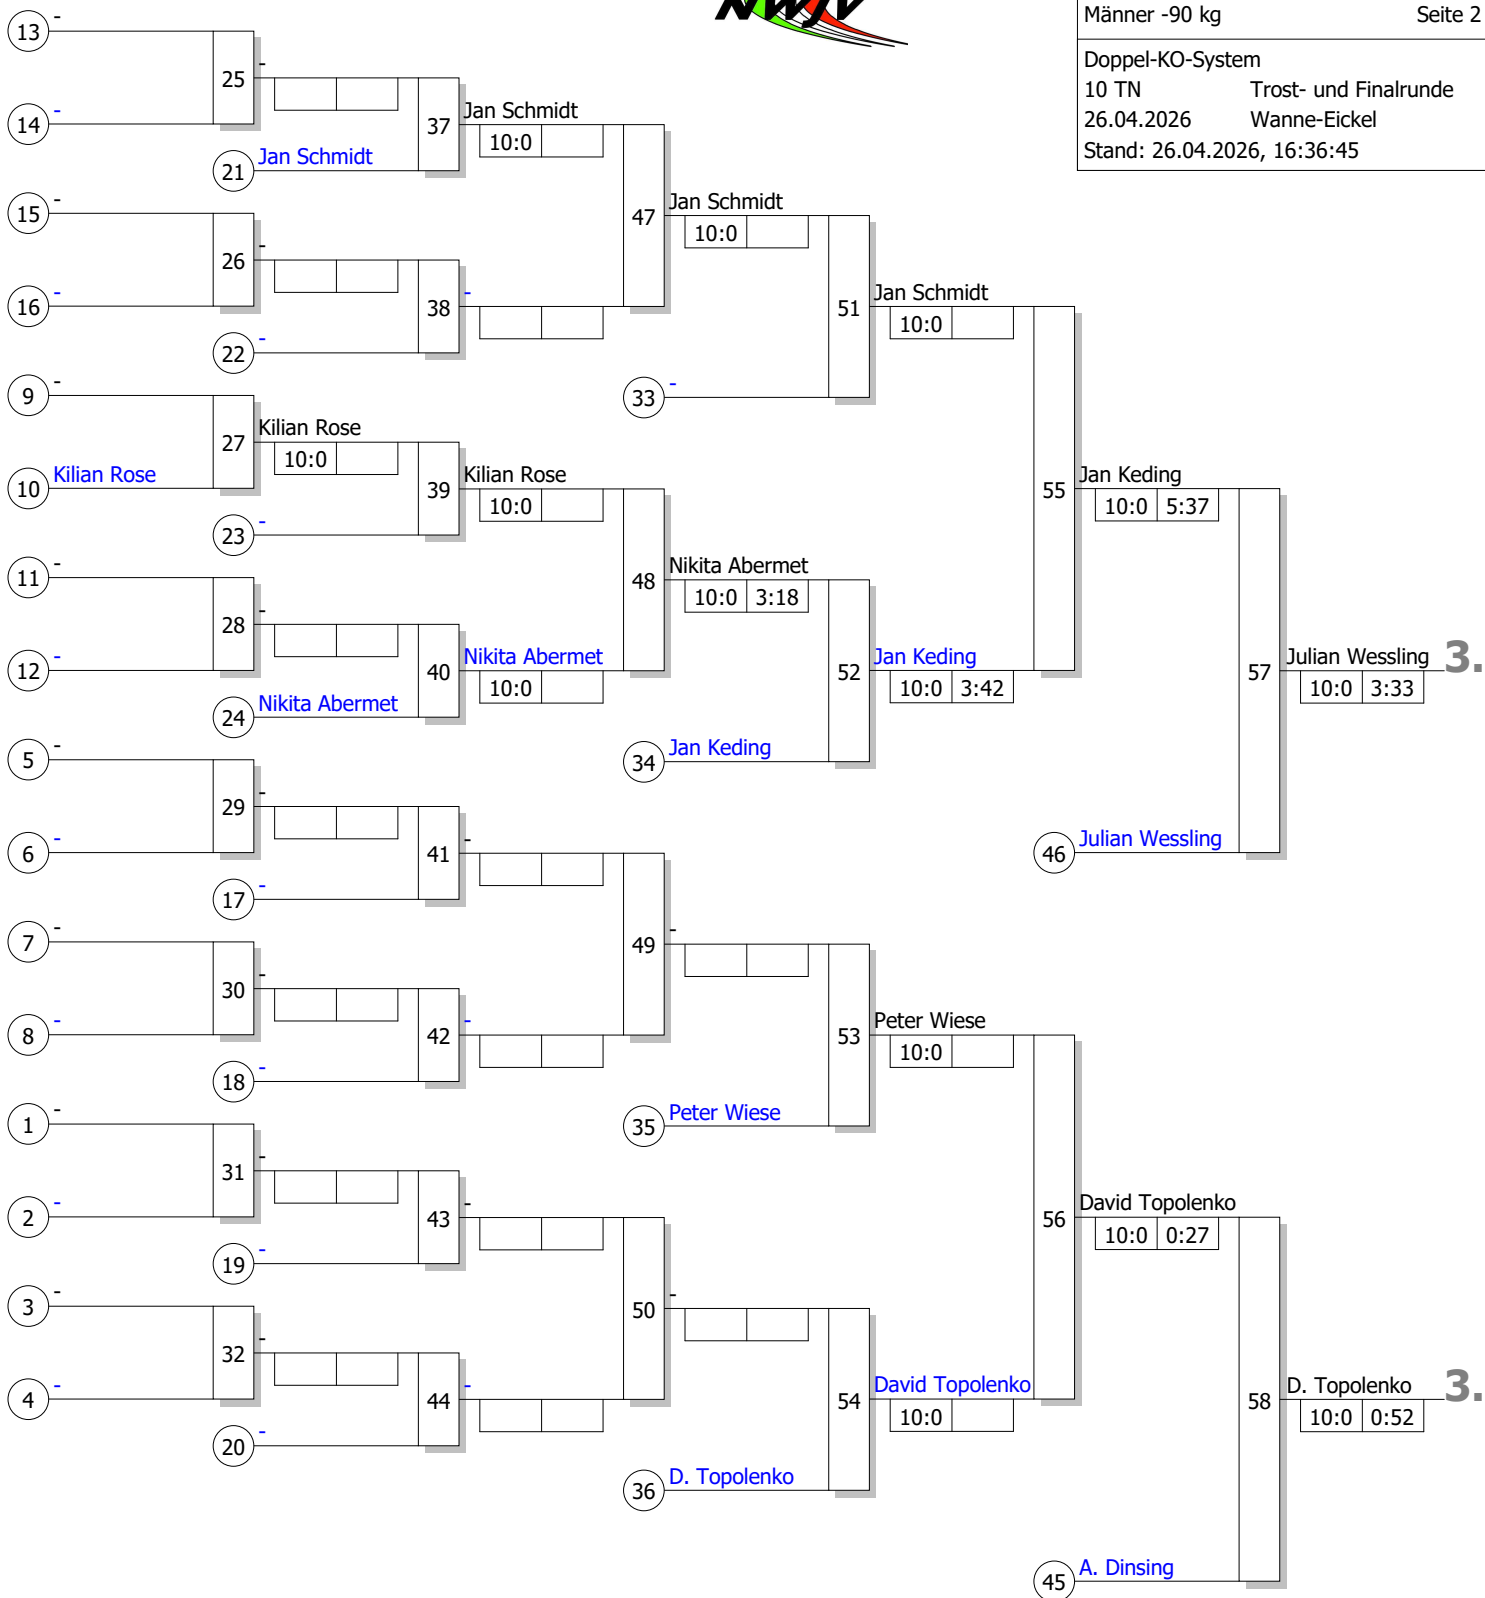 NWJV
Männer -90 kg Seite 2
Doppel-KO-System
10 TN Trost- und Finalrunde
26.04.2026 Wanne-Eickel
Stand: 26.04.2026, 16:36:45
13 -
25 -
14 -
37 Jan Schmidt
10:0
21 Jan Schmidt
15 -
47 Jan Schmidt
10:0
26 -
16 -
38 -
22 -
51 Jan Schmidt
10:0
33 -
9 -
27 Kilian Rose
10:0
10 Kilian Rose
39 Kilian Rose
10:0
23 -
55 Jan Keding
10:0 5:37
11 -
28 -
12 -
48 Nikita Abermet
10:0 3:18
40 Nikita Abermet
10:0
24 Nikita Abermet
52 Jan Keding
10:0 3:42
34 Jan Keding
57 Julian Wessling 3.
10:0 3:33
5 -
29 -
6 -
41 -
17 -
46 Julian Wessling
7 -
30 -
8 -
49 -
42 -
18 -
53 Peter Wiese
10:0
35 Peter Wiese
1 -
31 -
2 -
43 -
19 -
56 David Topolenko
10:0 0:27
3 -
32 -
4 -
50 -
44 -
20 -
54 David Topolenko
10:0
36 D. Topolenko
58 D. Topolenko 3.
10:0 0:52
45 A. Dinsing